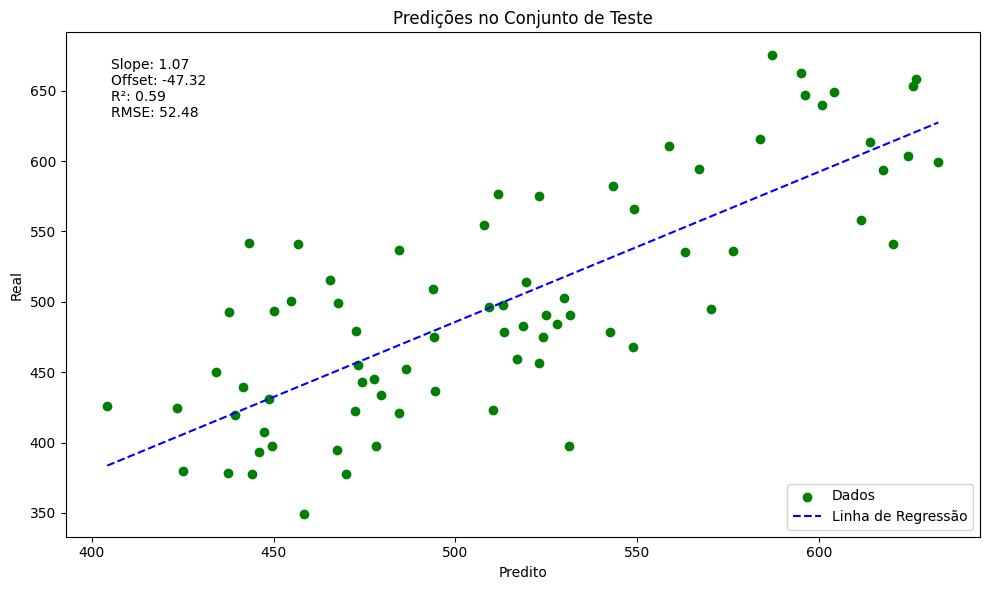 Predições no Conjunto de Teste
Slope: 1.07
Offset: -47.32
R²: 0.59
RMSE: 52.48
Real
650
600
550
500
450
400
350
400 450 500 550 600
Predito
Dados
Linha de Regressão